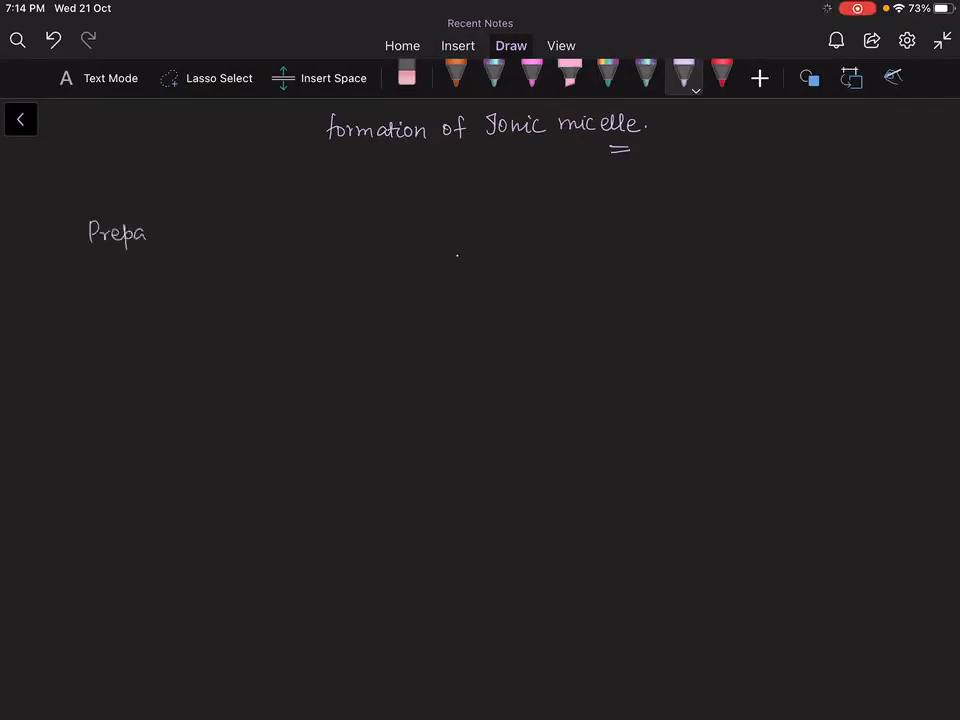 7:14 PM Wed 21 Oct
73%
Recent Notes
Home Insert Draw View
A Text Mode Lasso Select Insert Space
formation of Ionic micelle.
Prepa